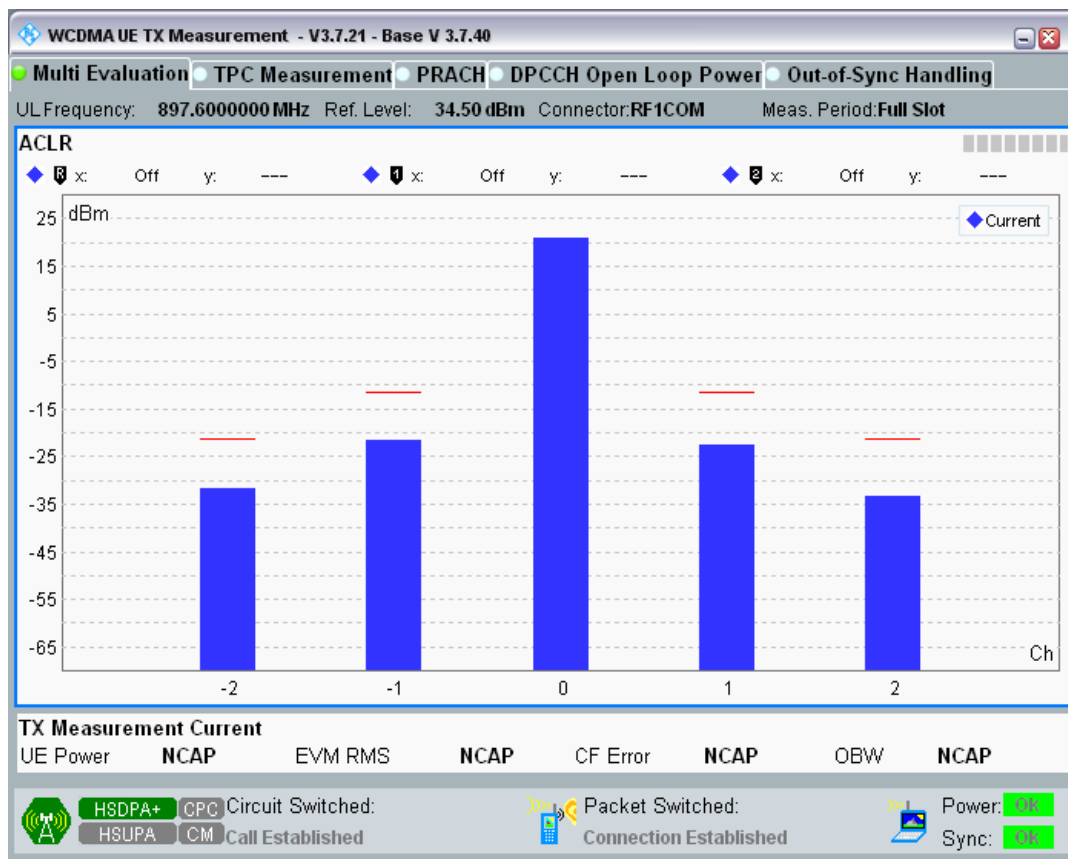 WCDMA UE TX Measurement - V3.7.21 - Base V 3.7.40
Multi Evaluation TPC Measurement PRACH DPCCH Open Loop Power Out-of-Sync Handling
UL Frequency: 897.6000000 MHz Ref. Level: 34.50 dBm Connector:RF1COM Meas. Period:Full Slot
ACLR
R x: Off y: --- 1 x: Off y: --- 2 x: Off y: ---
dBm
Current
25
15
5
-5
-15
-25
-35
-45
-55
-65
Ch
-2 -1 0 1 2
TX Measurement Current
UE Power NCAP EVM RMS NCAP CF Error NCAP OBW NCAP
HSDPA+ CPC Circuit Switched: Packet Switched: Power: OK
HSUPA CM Call Established Connection Established Sync: OK